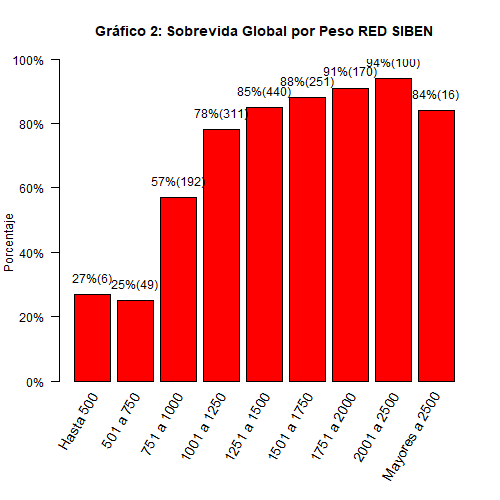 Gráfico 2: Sobrevida Global por Peso RED SIBEN
Porcentaje
100%
80%
60%
40%
20%
0%
27%(6)
25%(49)
57%(192)
78%(311)
85%(440)
88%(251)
91%(170)
94%(100)
84%(16)
Hasta 500
501 a 750
751 a 1000
1001 a 1250
1251 a 1500
1501 a 1750
1751 a 2000
2001 a 2500
Mayores a 2500